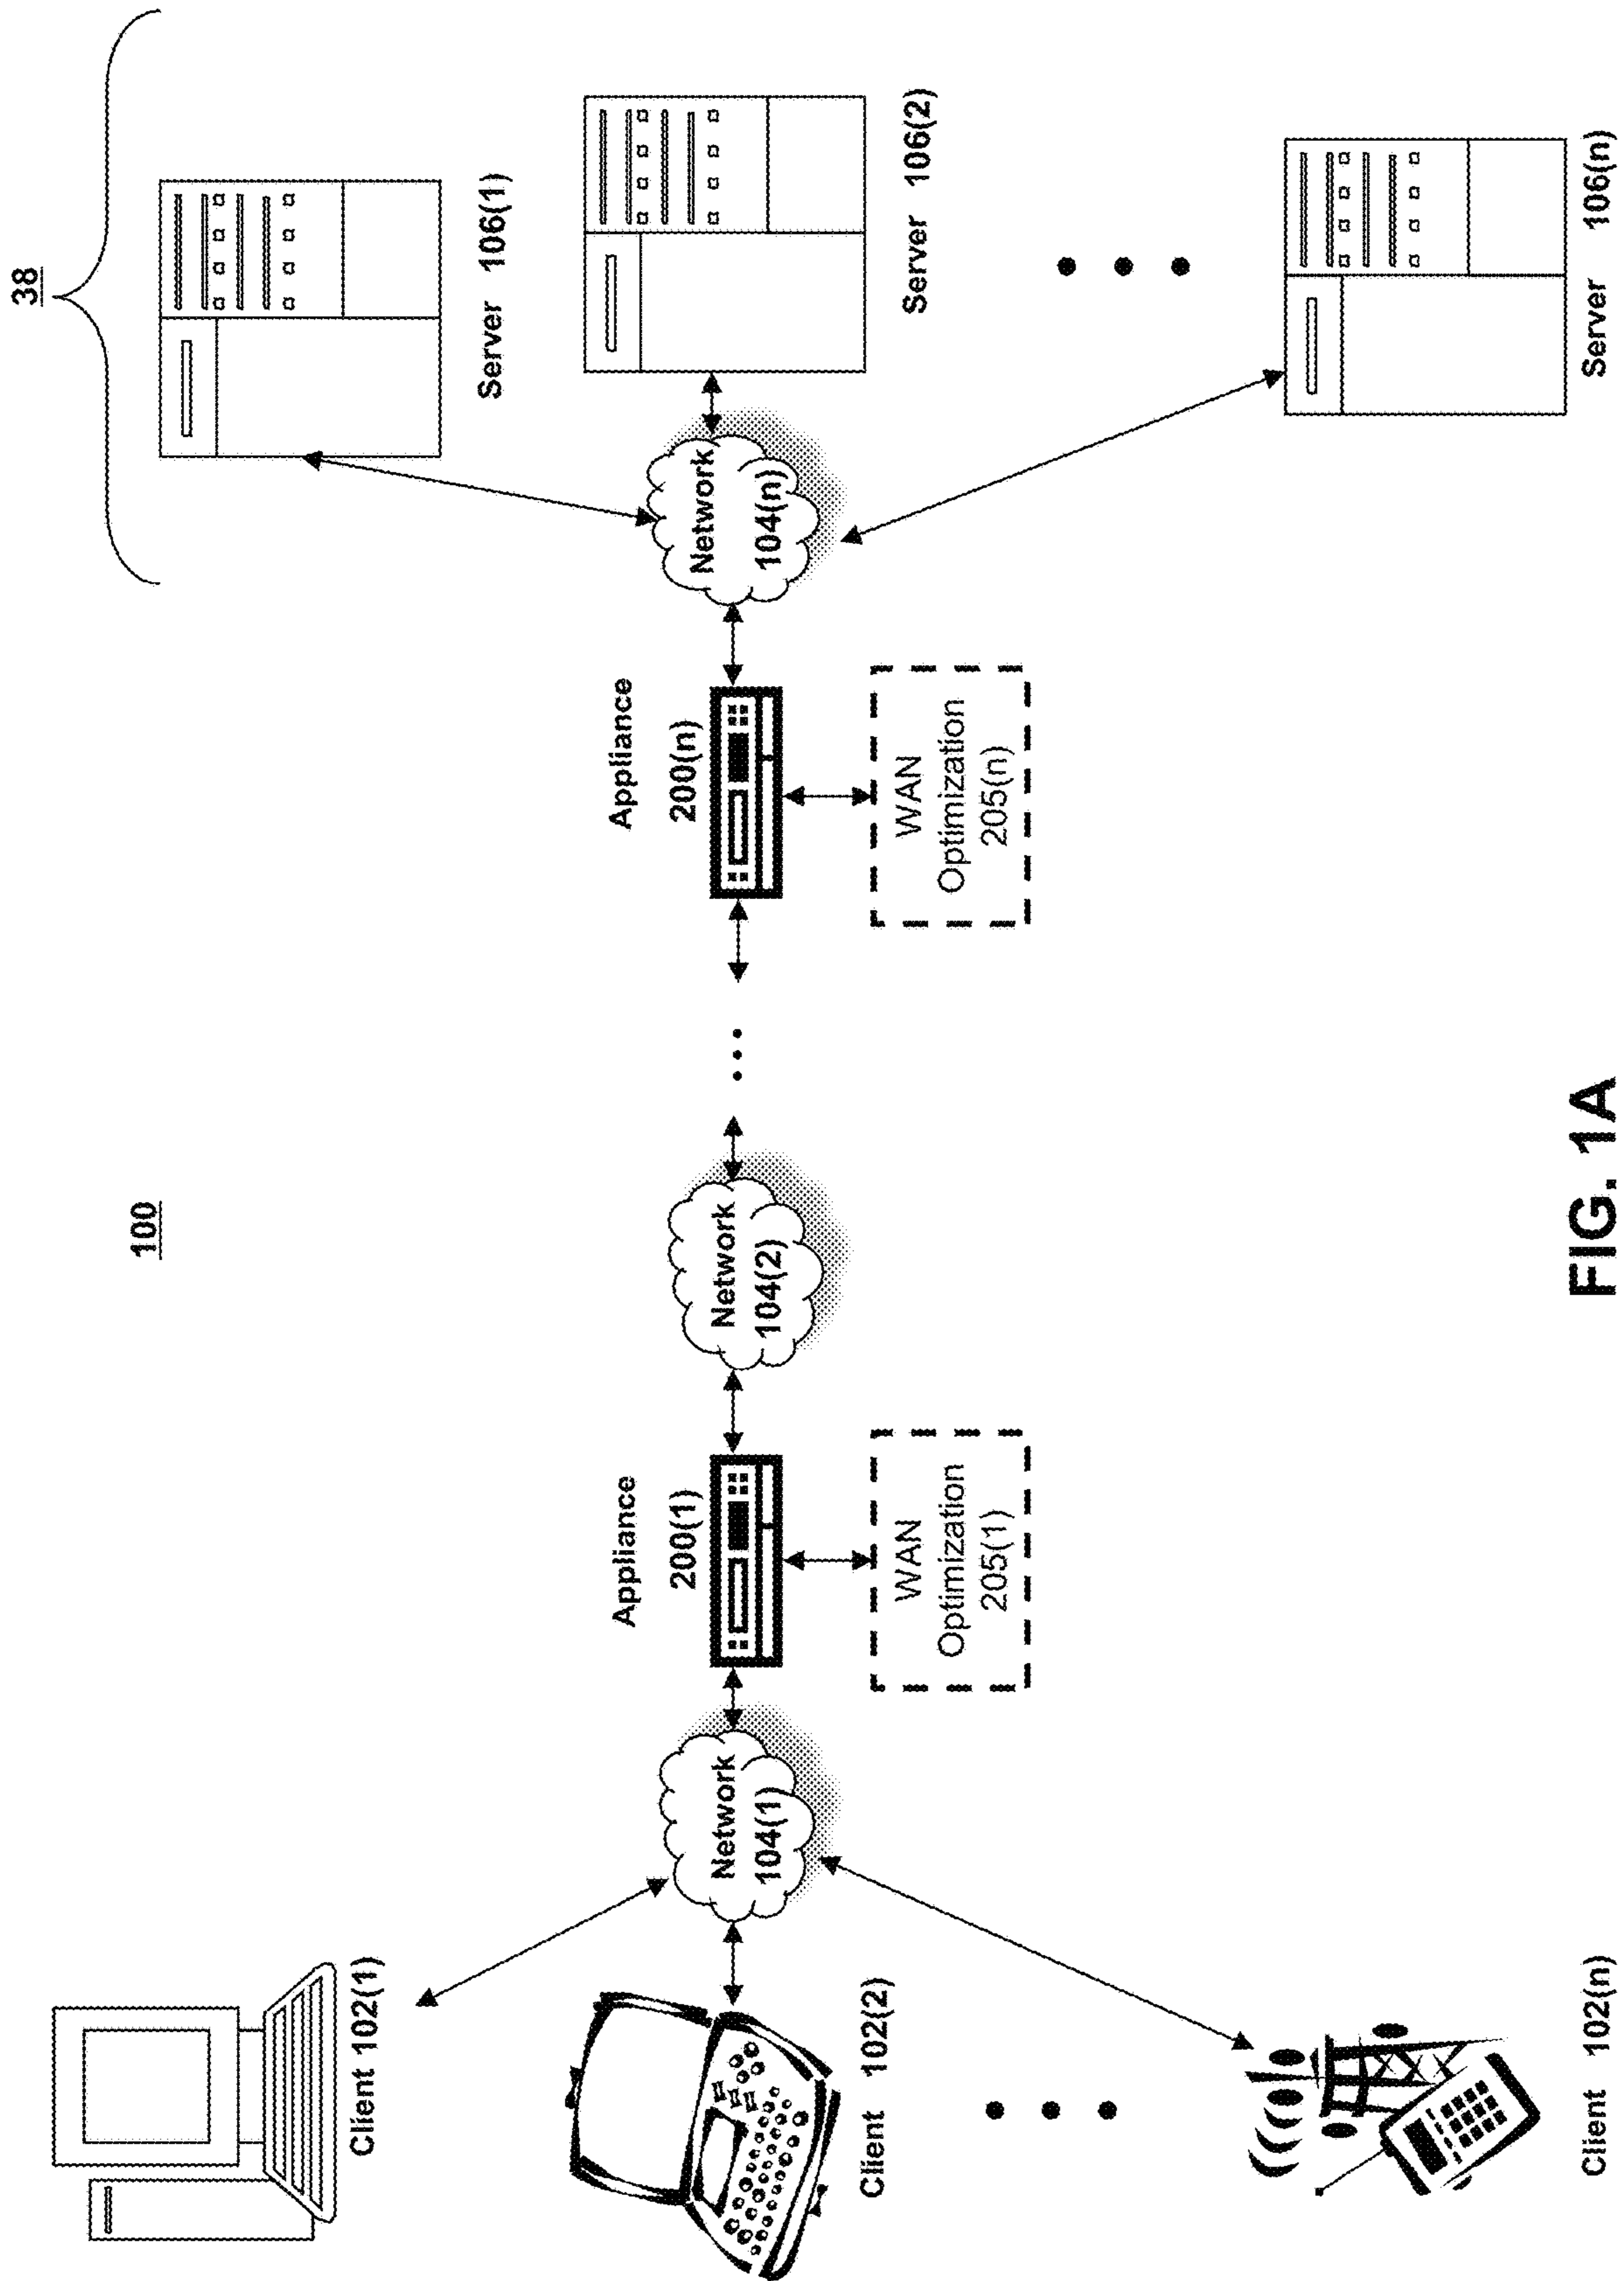 100
38
Client 102(1)
Client 102(2)
Client 102(n)
Network
104(1)
Appliance
200(1)
WAN
Optimization
205(1)
Network
104(2)
Appliance
200(n)
WAN
Optimization
205(n)
Network
104(n)
Server 106(1)
Server 106(2)
Server 106(n)
FIG. 1A